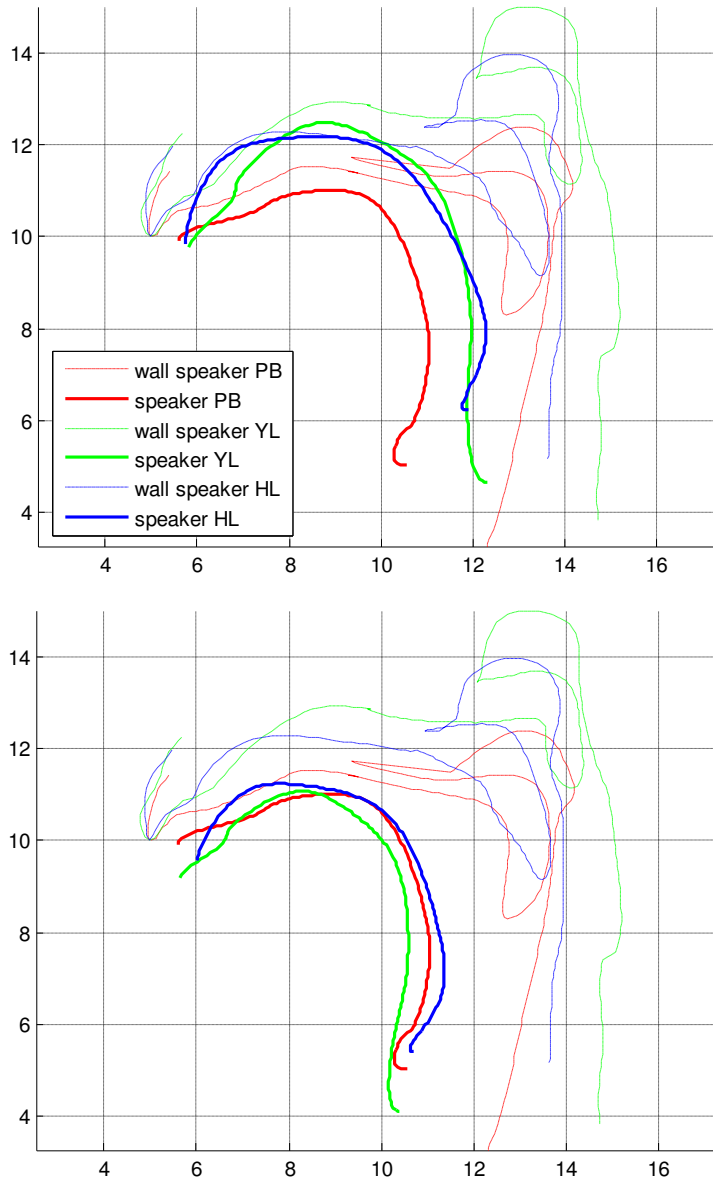 14
12
10
8
6
4
wall speaker PB
speaker PB
wall speaker YL
speaker YL
wall speaker HL
speaker HL
4 6 8 10 12 14 16
14
12
10
8
6
4
4 6 8 10 12 14 16